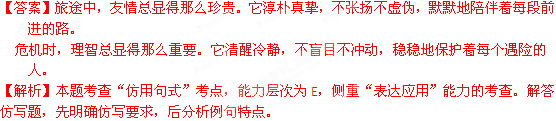 【答案】旅途中，友情总显得那么珍贵。它淳朴真挚，不张扬不虚伪，默默地陪伴着每段前
进的路。
危机时，理智总显得那么重要。它清醒冷静，不盲目不冲动，稳稳地保护着每个遇险的
人。
【解析】本题考查“仿用句式”考点，能力层次为 E，侧重“表达应用”能力的考查。解答
仿写题，先明确仿写要求，后分析例句特点。